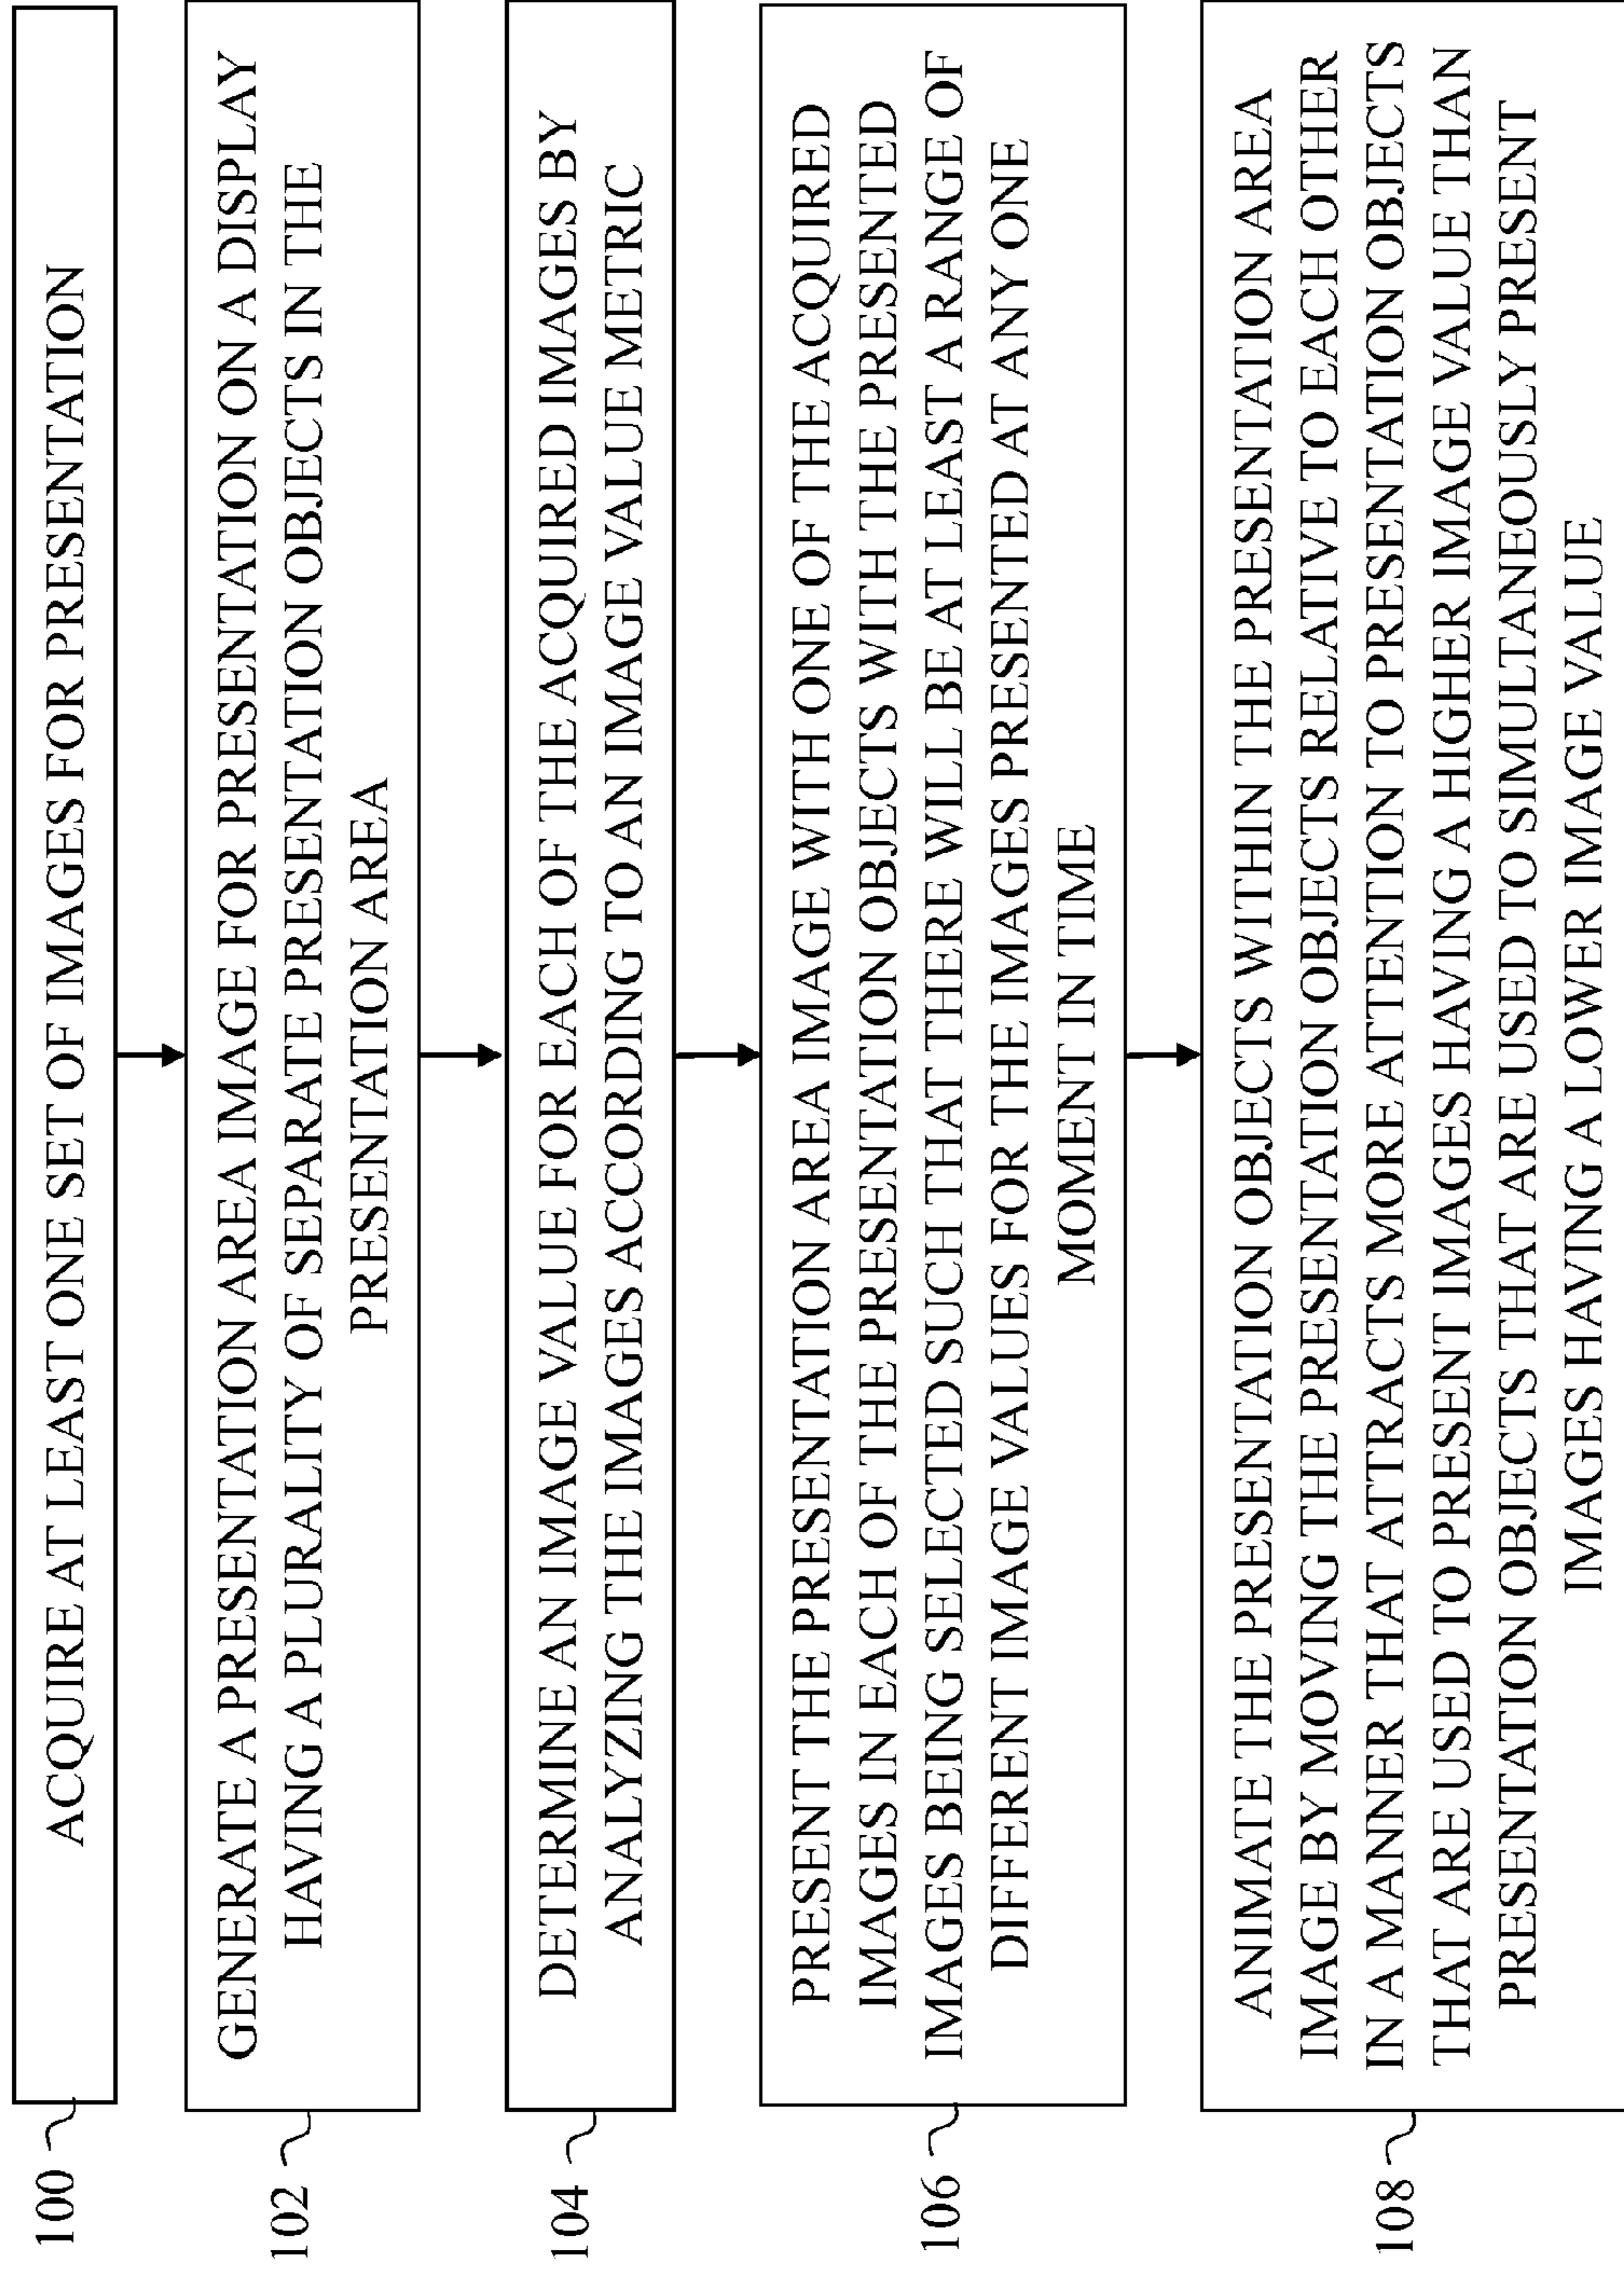 100
ACQUIRE AT LEAST ONE SET OF IMAGES FOR PRESENTATION
102
GENERATE A PRESENTATION AREA IMAGE FOR PRESENTATION ON A DISPLAY
HAVING A PLURALITY OF SEPARATE PRESENTATION OBJECTS IN THE
PRESENTATION AREA
104
DETERMINE AN IMAGE VALUE FOR EACH OF THE ACQUIRED IMAGES BY
ANALYZING THE IMAGES ACCORDING TO AN IMAGE VALUE METRIC
106
PRESENT THE PRESENTATION AREA IMAGE WITH ONE OF THE ACQUIRED
IMAGES IN EACH OF THE PRESENTATION OBJECTS WITH THE PRESENTED
IMAGES BEING SELECTED SUCH THAT THERE WILL BE AT LEAST A RANGE OF
DIFFERENT IMAGE VALUES FOR THE IMAGES PRESENTED AT ANY ONE
MOMENT IN TIME
108
ANIMATE THE PRESENTATION OBJECTS WITHIN THE PRESENTATION AREA
IMAGE BY MOVING THE PRESENTATION OBJECTS RELATIVE TO EACH OTHER
IN A MANNER THAT ATTRACTS MORE ATTENTION TO PRESENTATION OBJECTS
THAT ARE USED TO PRESENT IMAGES HAVING A HIGHER IMAGE VALUE THAN
PRESENTATION OBJECTS THAT ARE USED TO SIMULTANEOUSLY PRESENT
IMAGES HAVING A LOWER IMAGE VALUE